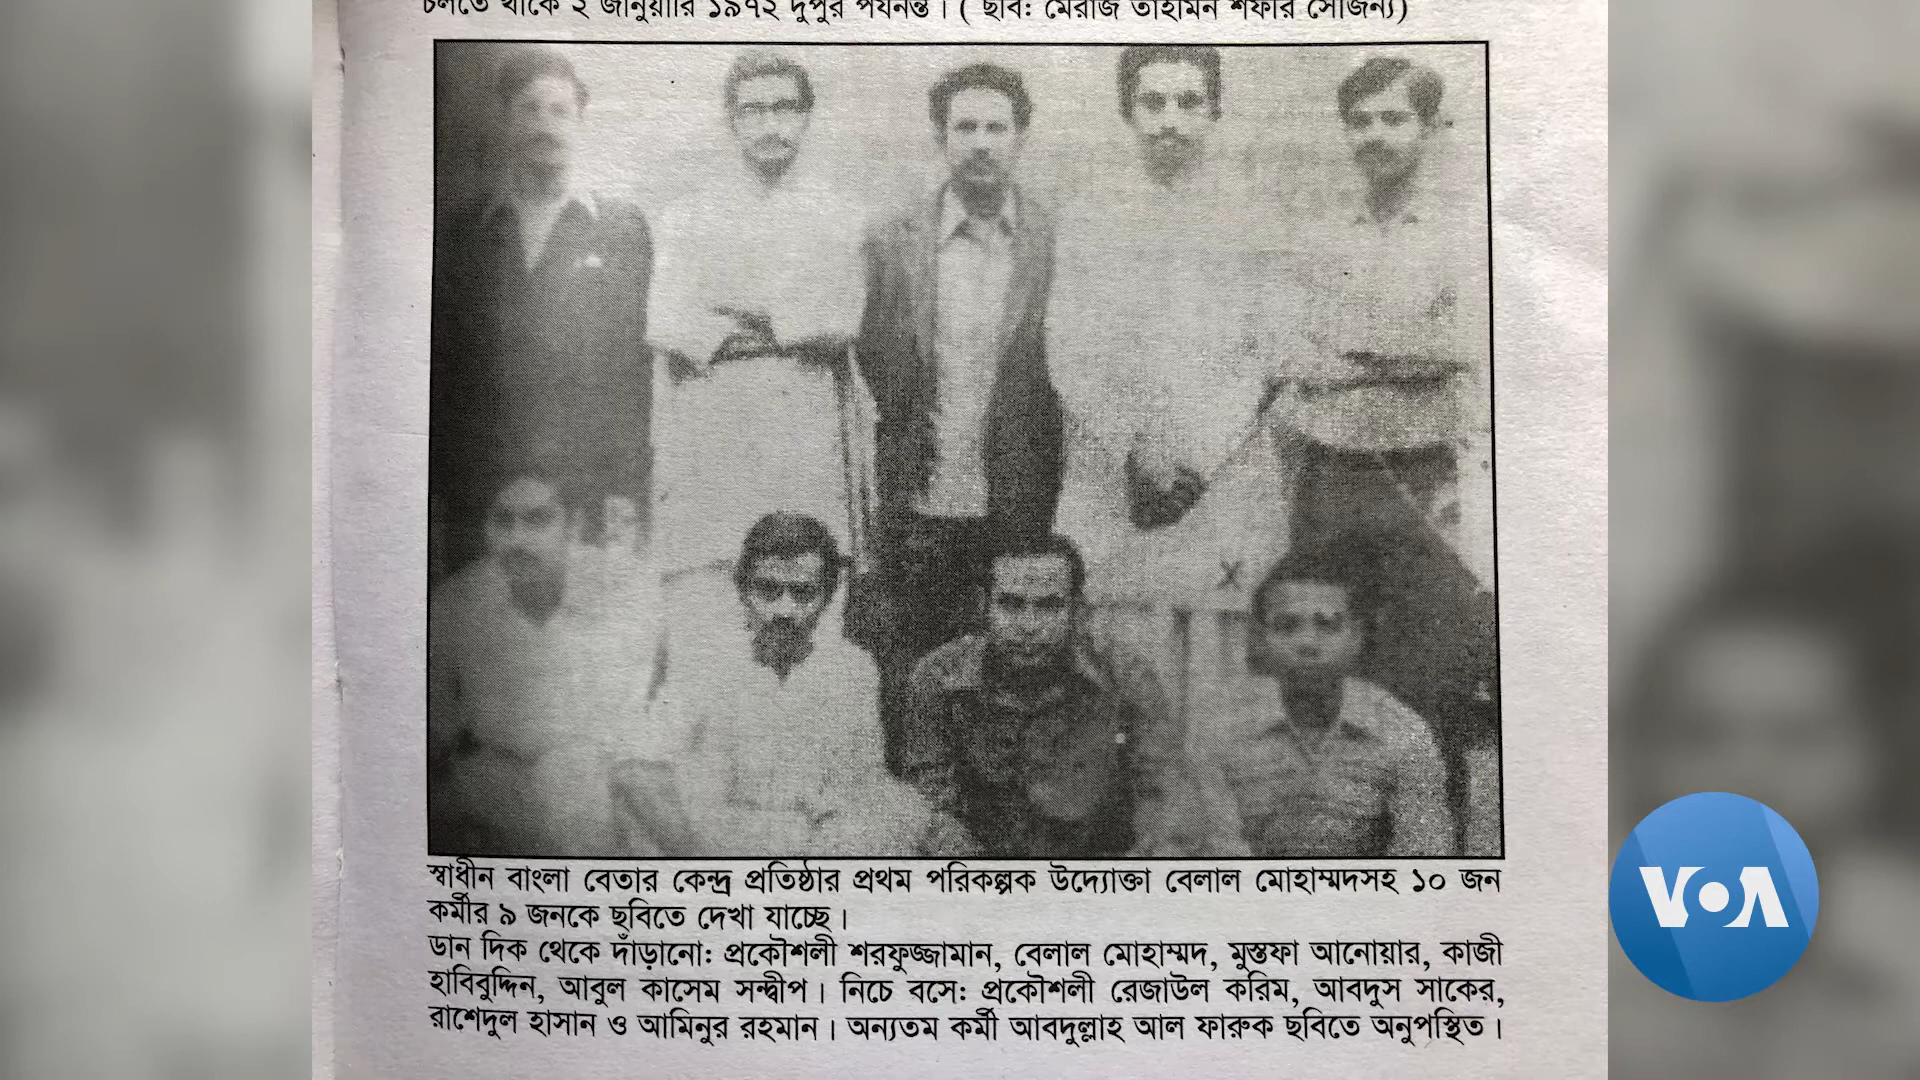 চলতে থাকে ২ জানুয়ারি ১৯৭২ দুপুর পর্যন্ত। ( ছবি: মেরাজ তাহামিন শফার সৌজন্য)
X
স্বাধীন বাংলা বেতার কেন্দ্র প্রতিষ্ঠার প্রথম পরিকল্পক উদ্যোক্তা বেলাল মোহাম্মদসহ ১০ জন
কর্মীর ৯ জনকে ছবিতে দেখা যাচ্ছে।
ডান দিক থেকে দাঁড়ানো: প্রকৌশলী শরফুজ্জামান, বেলাল মোহাম্মদ, মুস্তফা আনোয়ার, কাজী
হাবিবুদ্দিন, আবুল কাসেম সন্দ্বীপ। নিচে বসে: প্রকৌশলী রেজাউল করিম, আবদুস সাকের,
রাশেদুল হাসান ও আমিনুর রহমান। অন্যতম কর্মী আবদুল্লাহ আল ফারুক ছবিতে অনুপস্থিত।
VOA